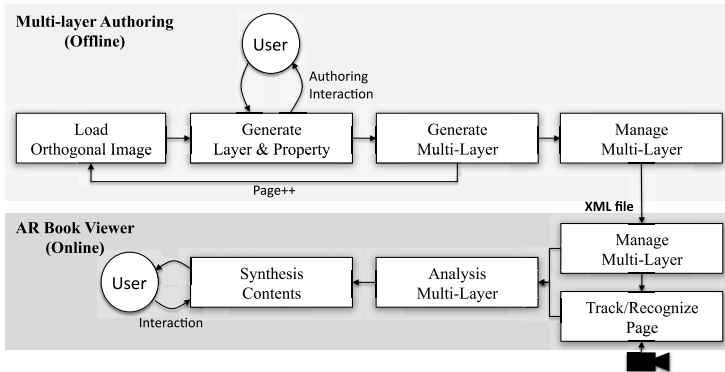 Multi-layer Authoring
(Offline)
User
Authoring
Interaction
Load
Orthogonal Image
Generate
Layer & Property
Generate
Multi-Layer
Manage
Multi-Layer
Page++
XML file
AR Book Viewer
(Online)
Manage
Multi-Layer
User
Synthesis
Contents
Analysis
Multi-Layer
Track/Recognize
Page
Interaction